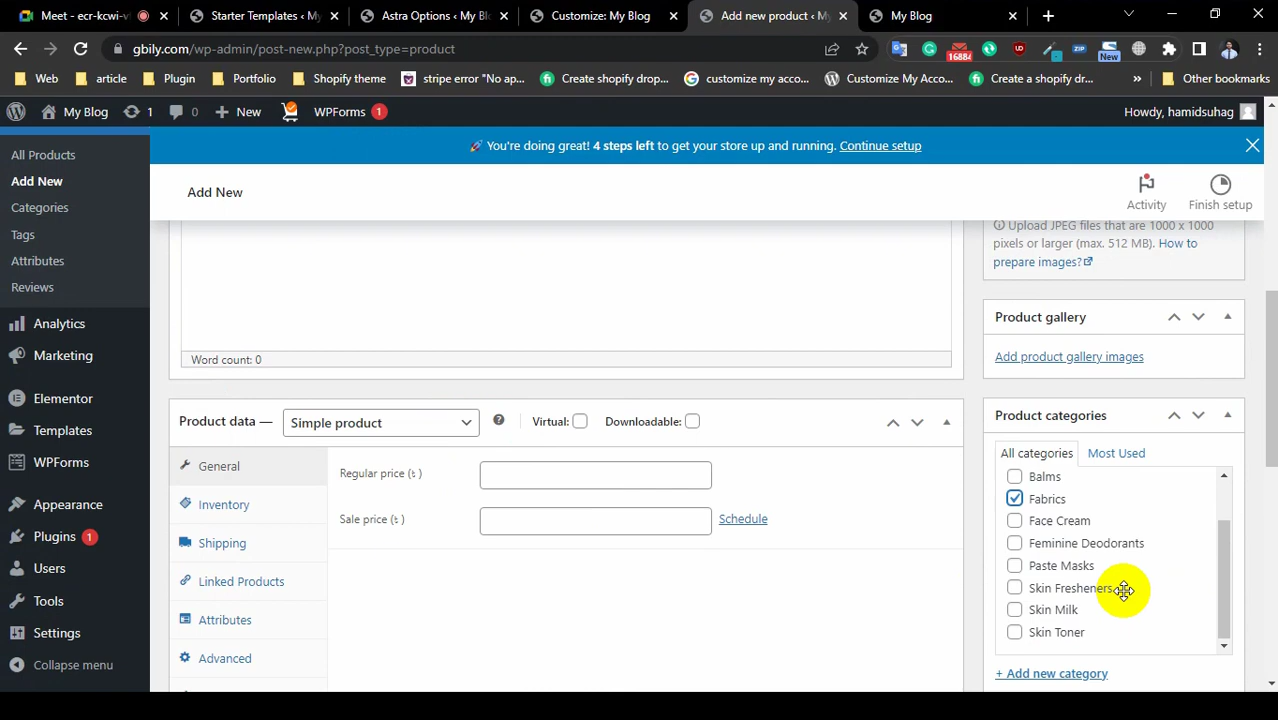 Meet - ecr-kcwi-v
Starter Templates ‹ M
Astra Options ‹ My Bl
Customize: My Blog
Add new product ‹ M
My Blog
gbily.com/wp-admin/post-new.php?post_type=product
16884
New
Web
article
Plugin
Portfolio
Shopify theme
stripe error "No ap...
Create shopify drop...
customize my acco...
Customize My Acco...
Create a shopify dr...
»
Other bookmarks
My Blog
1
0
New
WPForms 1
Howdy, hamidsuhag
All Products
Add New
Categories
Tags
Attributes
Reviews
Analytics
Marketing
Elementor
Templates
WPForms
Appearance
Plugins 1
Users
Tools
Settings
Collapse menu
You're doing great! 4 steps left to get your store up and running. Continue setup
Add New
Activity
Finish setup
Word count: 0
Product data —
Simple product
Virtual:
Downloadable:
General
Inventory
Shipping
Linked Products
Attributes
Advanced
Regular price (৳ )
Sale price (৳ )
Schedule
Upload JPEG files that are 1000 x 1000
pixels or larger (max. 512 MB). How to
prepare images?
Product gallery
Add product gallery images
Product categories
All categories
Most Used
Balms
Fabrics
Face Cream
Feminine Deodorants
Paste Masks
Skin Fresheners
Skin Milk
Skin Toner
+ Add new category